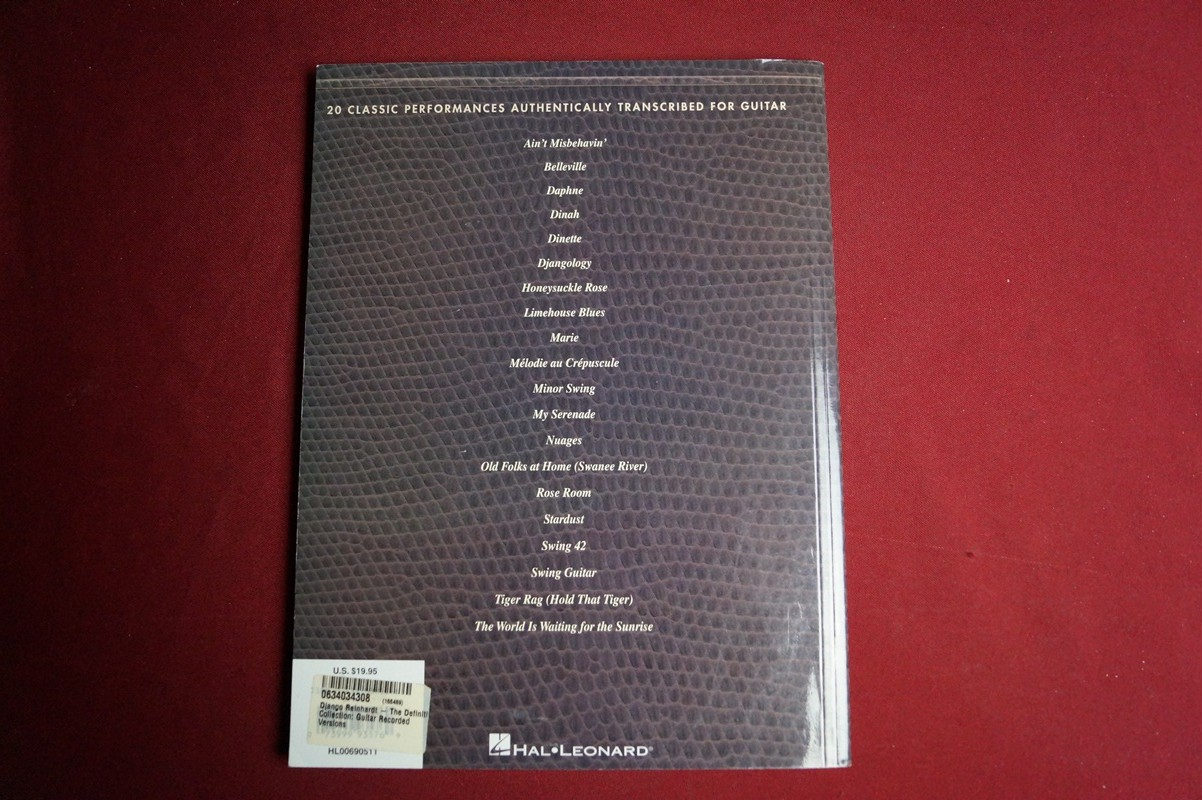 20 CLASSIC PERFORMANCES AUTHENTICALLY TRANSCRIBED FOR GUITAR
Ain't Misbehavin'
Belleville
Daphne
Dinah
Dinette
Djangology
Honeysuckle Rose
Limehouse Blues
Marie
Mélodie au Crépuscule
Minor Swing
My Serenade
Nuages
Old Folks at Home (Swanee River)
Rose Room
Stardust
Swing 42
Swing Guitar
Tiger Rag (Hold That Tiger)
The World Is Waiting for the Sunrise
U.S. $19.95
0634034308
Django Reinhardt - The Definiti
Collection; Guitar Recorded
Versions
HL00690511
HAL•LEONARD®